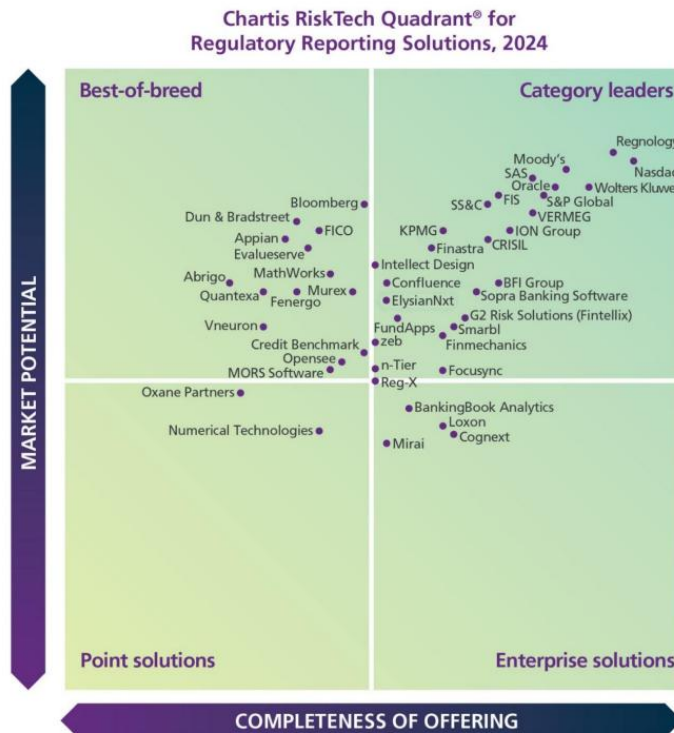 Chartis RiskTech Quadrant® for
Regulatory Reporting Solutions, 2024
Best-of-breed
Category leaders
Regnology
Moody's
Nasdaq
SAS
Oracle
Wolters Kluwe
Bloomberg
SS&C
FIS
S&P Global
VERMEG
Dun & Bradstreet
FICO
KPMG
ION Group
Appian
CRISIL
Evalueserve
Finastra
Intellect Design
MathWorks
Abrigo
Confluence
BFI Group
Quantexa
Fenergo
Murex
Sopra Banking Software
ElysianNxt
G2 Risk Solutions (Fintellix)
Vneuron
FundApps
Smarbl
zeb
Finmechanics
Credit Benchmark
Opensee
MORS Software
n-Tier
Focusync
Reg-X
Oxane Partners
BankingBook Analytics
Numerical Technologies
Loxon
Cognext
Mirai
Point solutions
Enterprise solutions
MARKET POTENTIAL
COMPLETENESS OF OFFERING